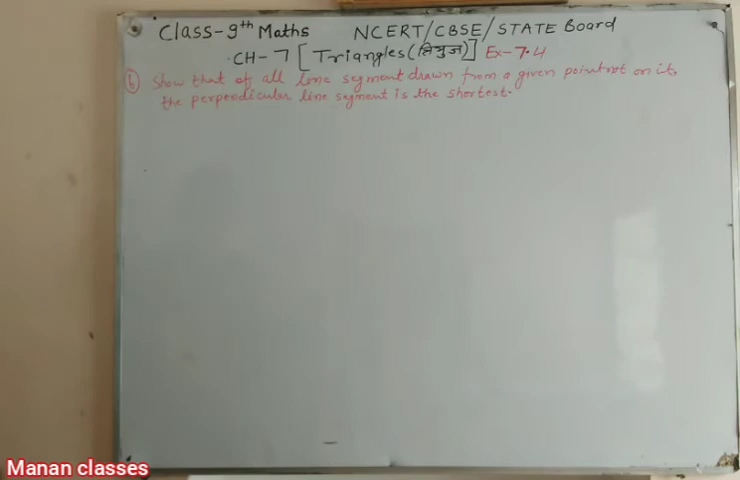 Class-9th Maths NCERT/CBSE/STATE Board
CH-7 [Triangles(त्रिभुज)] Ex-7.4
(6) Show that of all line segment drawn from a given point not on it,
the perpendicular line segment is the shortest.
Manan classes